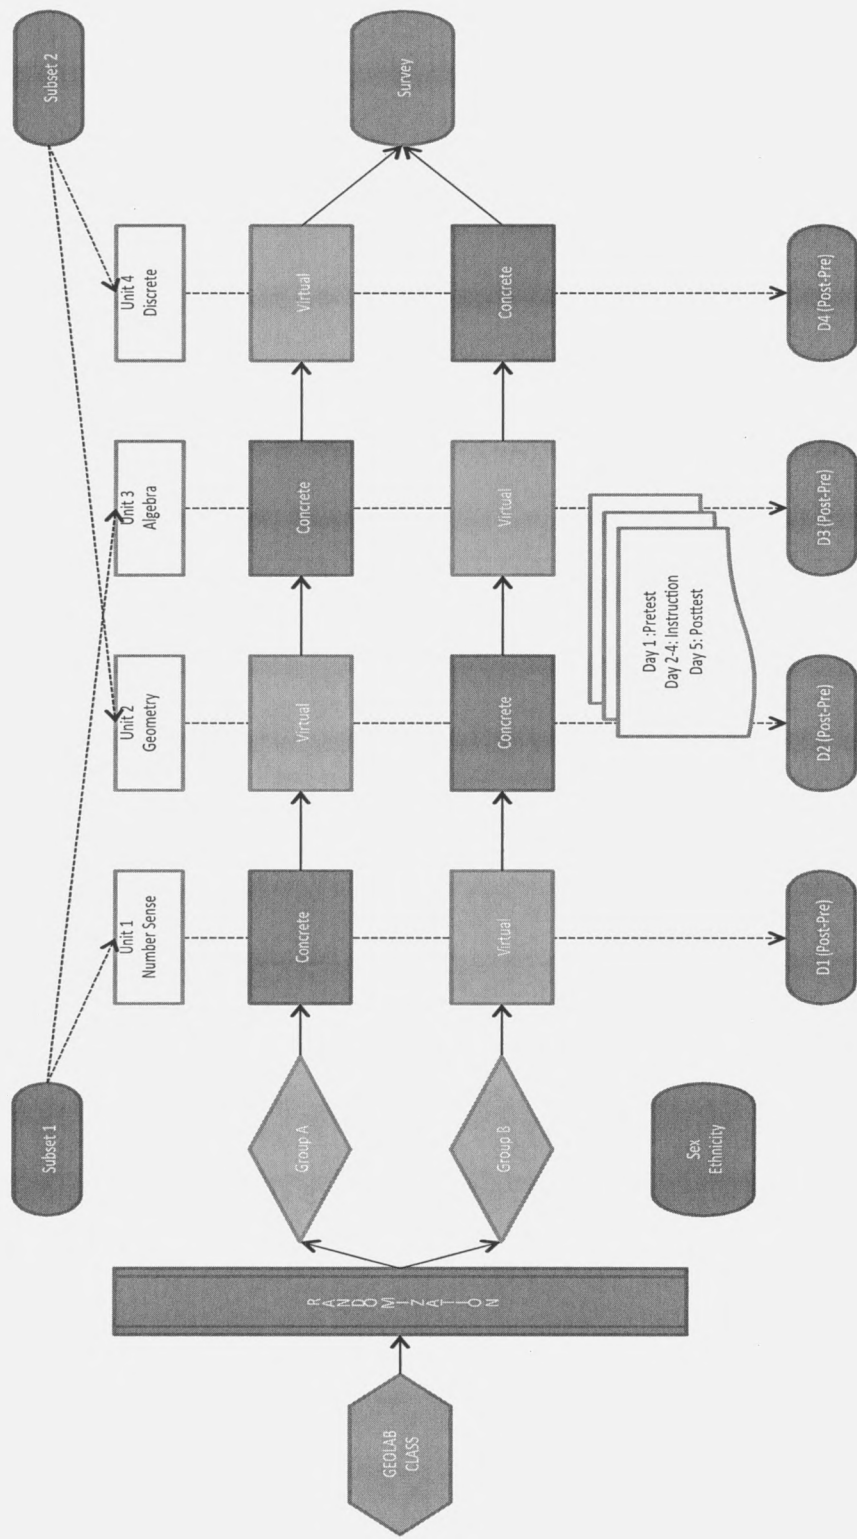 Subset 1
Subset 2
Unit 1
Number Sense
Unit 2
Geometry
Unit 3
Algebra
Unit 4
Discrete
GEOLAB
CLASS
RANDOMIZATION
Group A
Concrete
Virtual
Concrete
Virtual
Survey
Group B
Virtual
Concrete
Virtual
Concrete
Sex
Ethnicity
Day 1 :Pretest
Day 2-4: Instruction
Day 5: Posttest
D1 (Post-Pre)
D2 (Post-Pre)
D3 (Post-Pre)
D4 (Post-Pre)